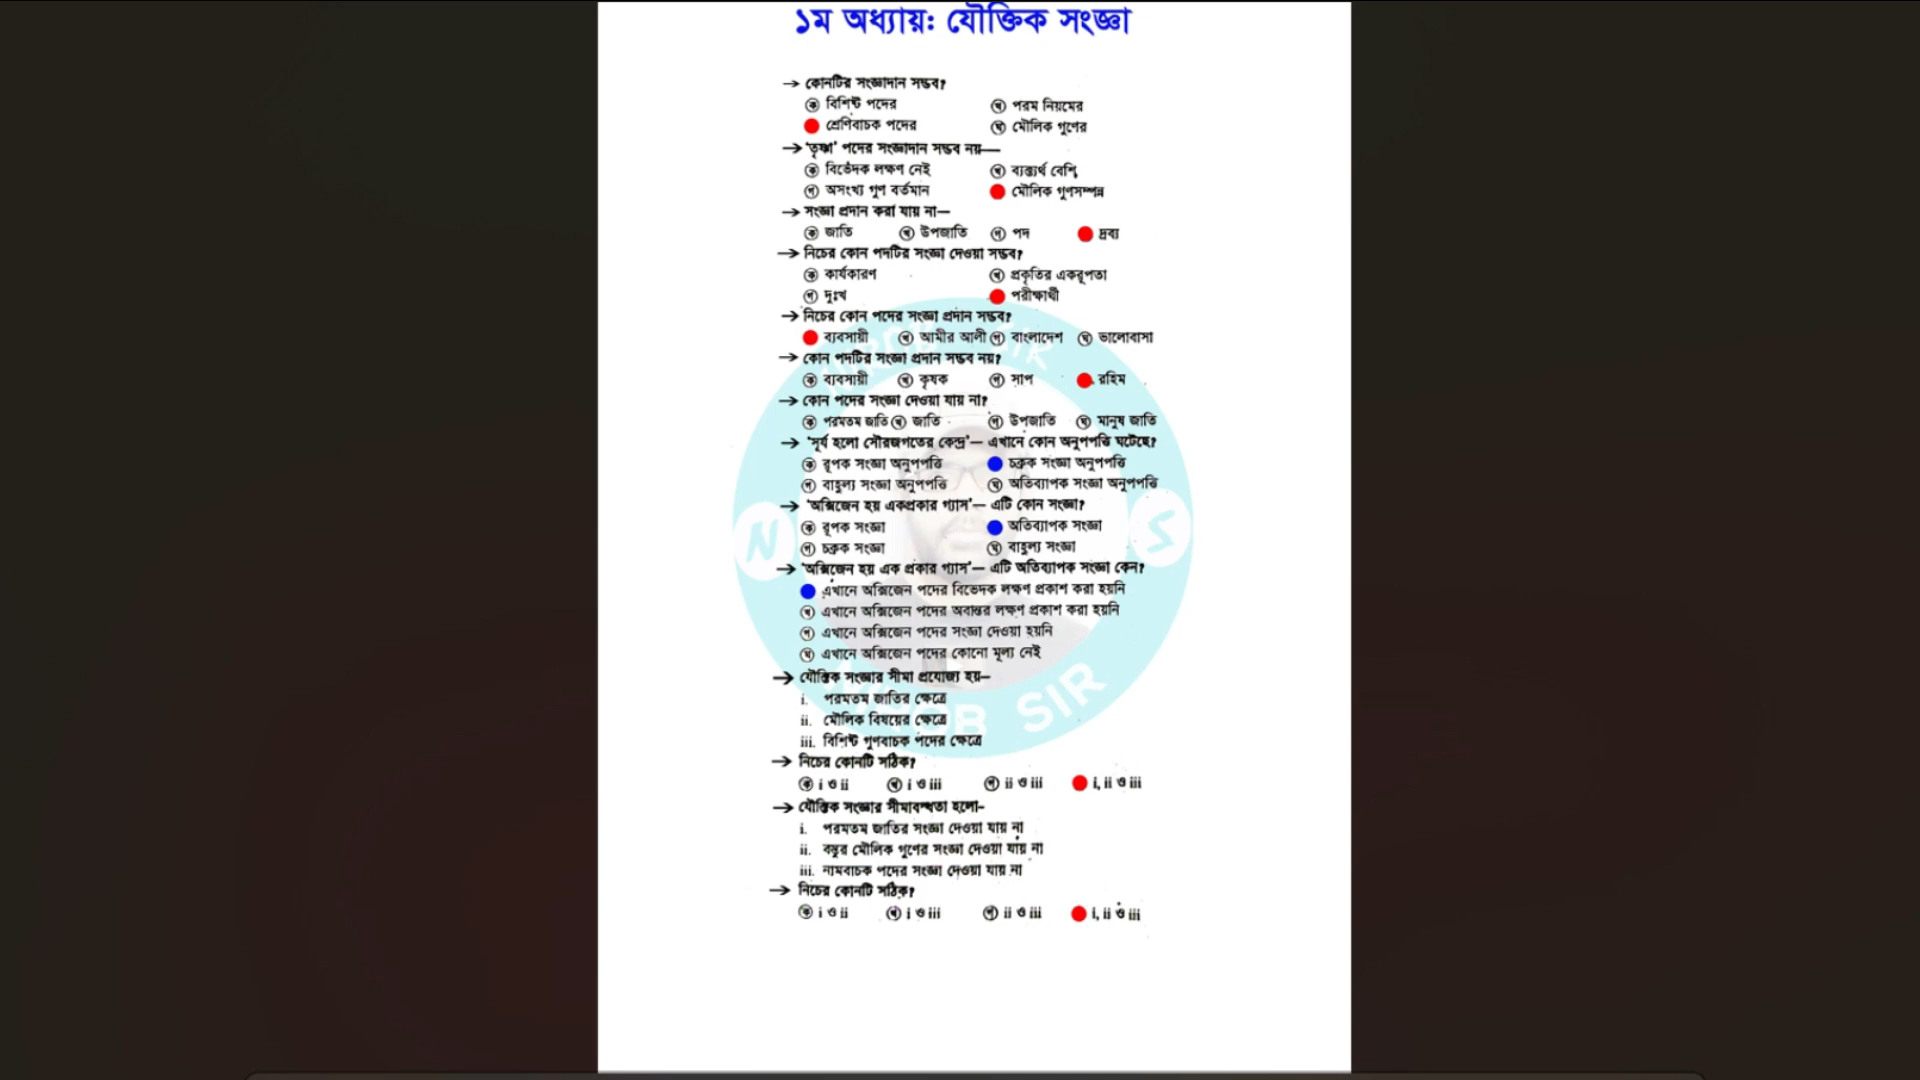 ১ম অধ্যায়: যৌক্তিক সংজ্ঞা
→ কোনটির সংজ্ঞাদান সম্ভব?
ক বিশিষ্ট পদের খ পরম নিয়মের
শ্রেণিবাচক পদের ঘ মৌলিক গুণের
→ 'তৃষ্ণা' পদের সংজ্ঞাদান সম্ভব নয়—
ক বিভেদক লক্ষণ নেই খ ব্যক্ত্যর্থ বেশি
গ অসংখ্য গুণ বর্তমান মৌলিক গুণসম্পন্ন
→ সংজ্ঞা প্রদান করা যায় না—
ক জাতি খ উপজাতি গ পদ দ্রব্য
→ নিচের কোন পদটির সংজ্ঞা দেওয়া সম্ভব?
ক কার্যকারণ খ প্রকৃতির একরূপতা
গ দুঃখ পরীক্ষার্থী
→ নিচের কোন পদের সংজ্ঞা প্রদান সম্ভব?
ব্যবসায়ী খ আমীর আলী গ বাংলাদেশ ঘ ভালোবাসা
→ কোন পদটির সংজ্ঞা প্রদান সম্ভব নয়?
ক ব্যবসায়ী খ কৃষক গ সাপ রহিম
→ কোন পদের সংজ্ঞা দেওয়া যায় না?
ক পরমতম জাতি খ জাতি গ উপজাতি ঘ মানুষ জাতি
→ 'সূর্য হলো সৌরজগতের কেন্দ্র'— এখানে কোন অনুপপত্তি ঘটেছে?
ক রূপক সংজ্ঞা অনুপপত্তি চক্রক সংজ্ঞা অনুপপত্তি
গ বাহুল্য সংজ্ঞা অনুপপত্তি ঘ অতিব্যাপক সংজ্ঞা অনুপপত্তি
→ 'অক্সিজেন হয় একপ্রকার গ্যাস'— এটি কোন সংজ্ঞা?
ক রূপক সংজ্ঞা অতিব্যাপক সংজ্ঞা
গ চক্রক সংজ্ঞা ঘ বাহুল্য সংজ্ঞা
→ 'অক্সিজেন হয় এক প্রকার গ্যাস'— এটি অতিব্যাপক সংজ্ঞা কেন?
এখানে অক্সিজেন পদের বিভেদক লক্ষণ প্রকাশ করা হয়নি
খ এখানে অক্সিজেন পদের অবান্তর লক্ষণ প্রকাশ করা হয়নি
গ এখানে অক্সিজেন পদের সংজ্ঞা দেওয়া হয়নি
ঘ এখানে অক্সিজেন পদের কোনো মূল্য নেই
→ যৌক্তিক সংজ্ঞার সীমা প্রযোজ্য হয়–
i. পরমতম জাতির ক্ষেত্রে
ii. মৌলিক বিষয়ের ক্ষেত্রে
iii. বিশিষ্ট গুণবাচক পদের ক্ষেত্রে
→ নিচের কোনটি সঠিক?
ক i ও ii খ i ও iii গ ii ও iii i, ii ও iii
→ যৌক্তিক সংজ্ঞার সীমাবদ্ধতা হলো-
i. পরমতম জাতির সংজ্ঞা দেওয়া যায় না
ii. বস্তুর মৌলিক গুণের সংজ্ঞা দেওয়া যায় না
iii. নামবাচক পদের সংজ্ঞা দেওয়া যায় না
→ নিচের কোনটি সঠিক?
ক i ও ii খ i ও iii গ ii ও iii i, ii ও iii
N S
SIR